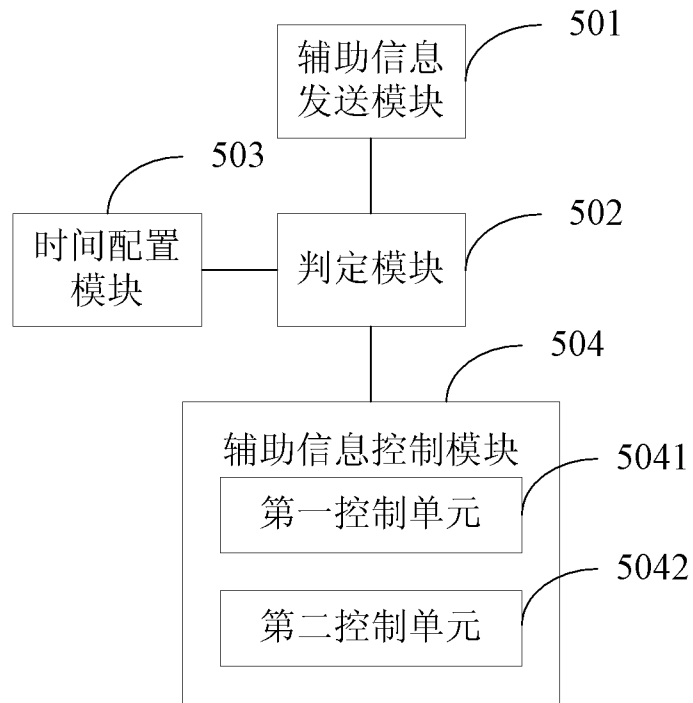 501
辅助信息
发送模块
503
502
时间配置
模块
判定模块
504
辅助信息控制模块
5041
第一控制单元
5042
第二控制单元